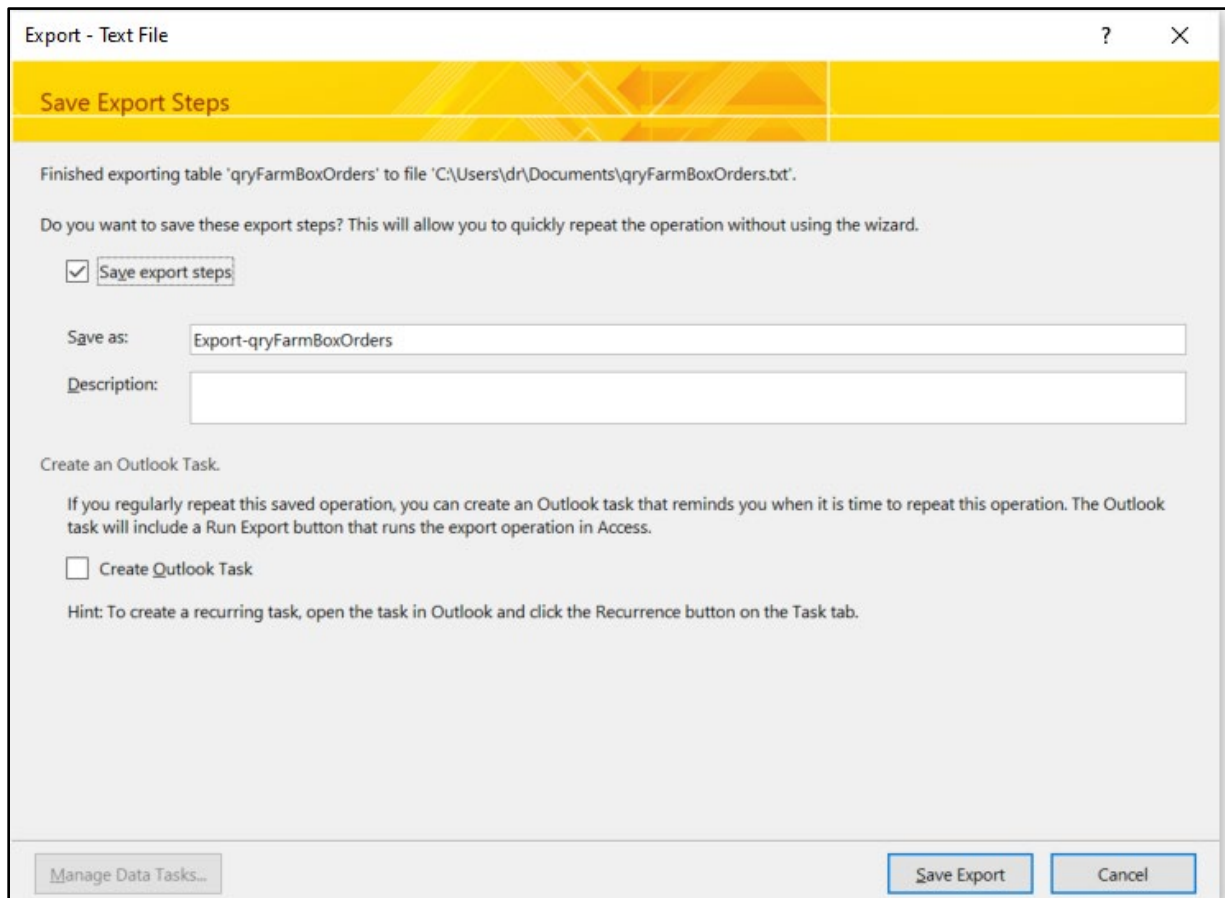 Export - Text File
?
Save Export Steps
Finished exporting table 'qryFarmBoxOrders' to file 'C:\Users\dr\Documents\qryFarmBoxOrders.txt'.
Do you want to save these export steps? This will allow you to quickly repeat the operation without using the wizard.
Save export steps
Save as: Export-qryFarmBoxOrders
Description:
Create an Outlook Task.
If you regularly repeat this saved operation, you can create an Outlook task that reminds you when it is time to repeat this operation. The Outlook
task will include a Run Export button that runs the export operation in Access.
Create Outlook Task
Hint: To create a recurring task, open the task in Outlook and click the Recurrence button on the Task tab.
Manage Data Tasks... Save Export Cancel